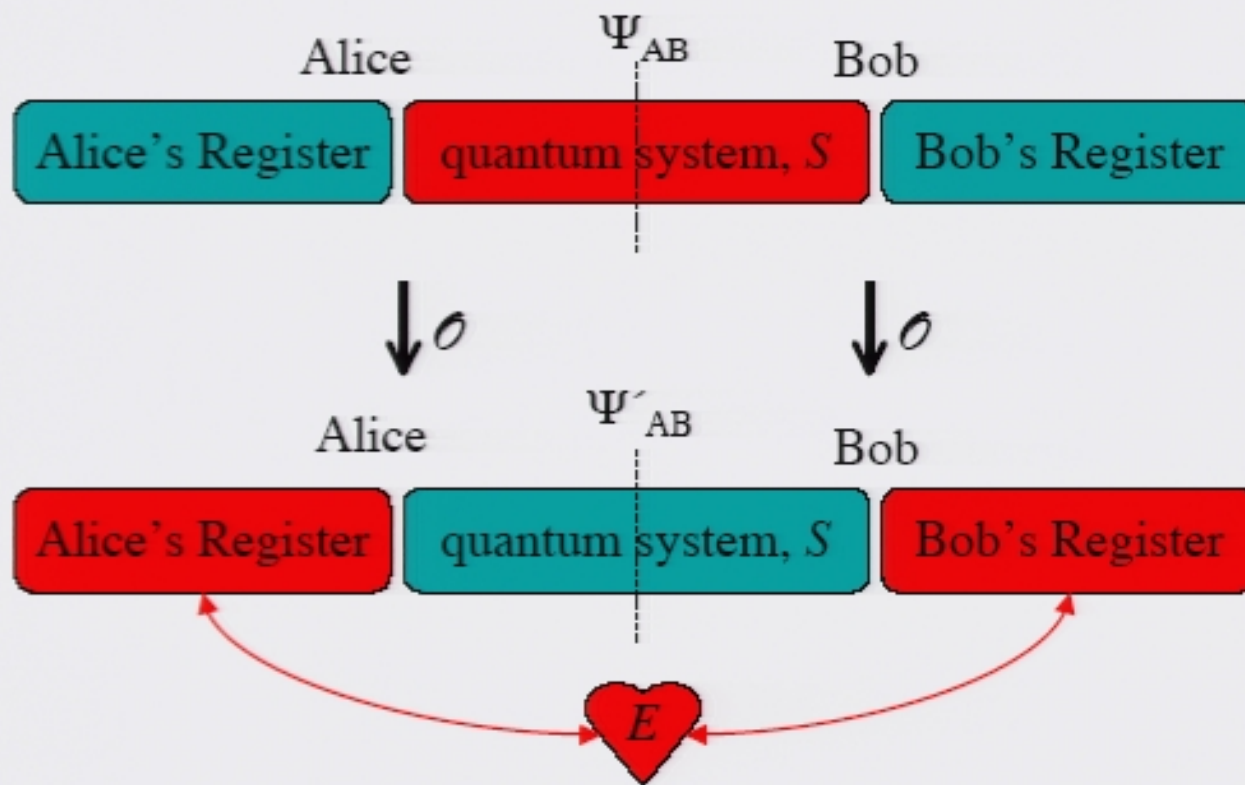 Ψ_AB
Alice Bob
Alice’s Register quantum system, S Bob’s Register
𝒪 𝒪
Ψ´_AB
Alice Bob
Alice’s Register quantum system, S Bob’s Register
E